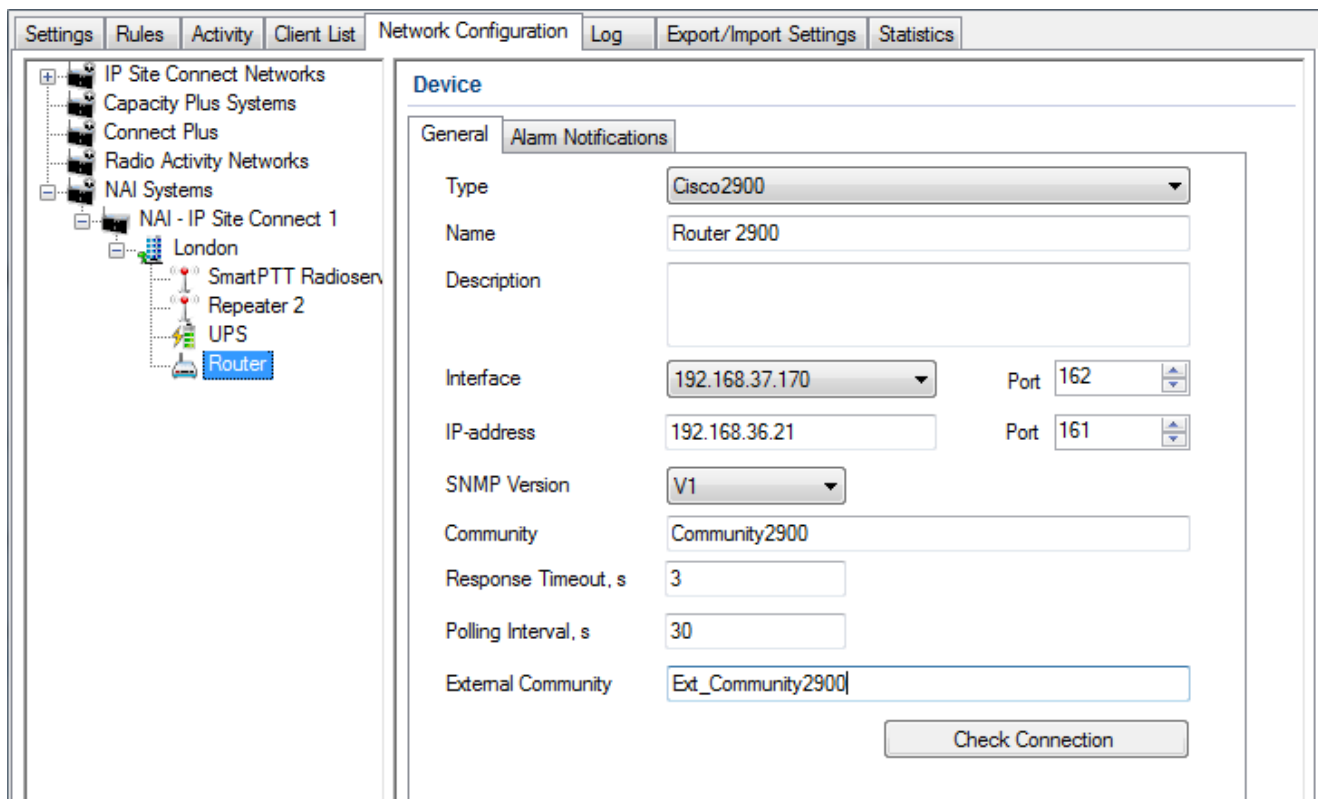 Settings Rules Activity Client List Network Configuration Log Export/Import Settings Statistics
IP Site Connect Networks
Capacity Plus Systems
Connect Plus
Radio Activity Networks
NAI Systems
NAI - IP Site Connect 1
London
SmartPTT Radioserv
Repeater 2
UPS
Router
Device
General Alarm Notifications
Type Cisco2900
Name Router 2900
Description
Interface 192.168.37.170 Port 162
IP-address 192.168.36.21 Port 161
SNMP Version V1
Community Community2900
Response Timeout, s 3
Polling Interval, s 30
External Community Ext_Community2900
Check Connection